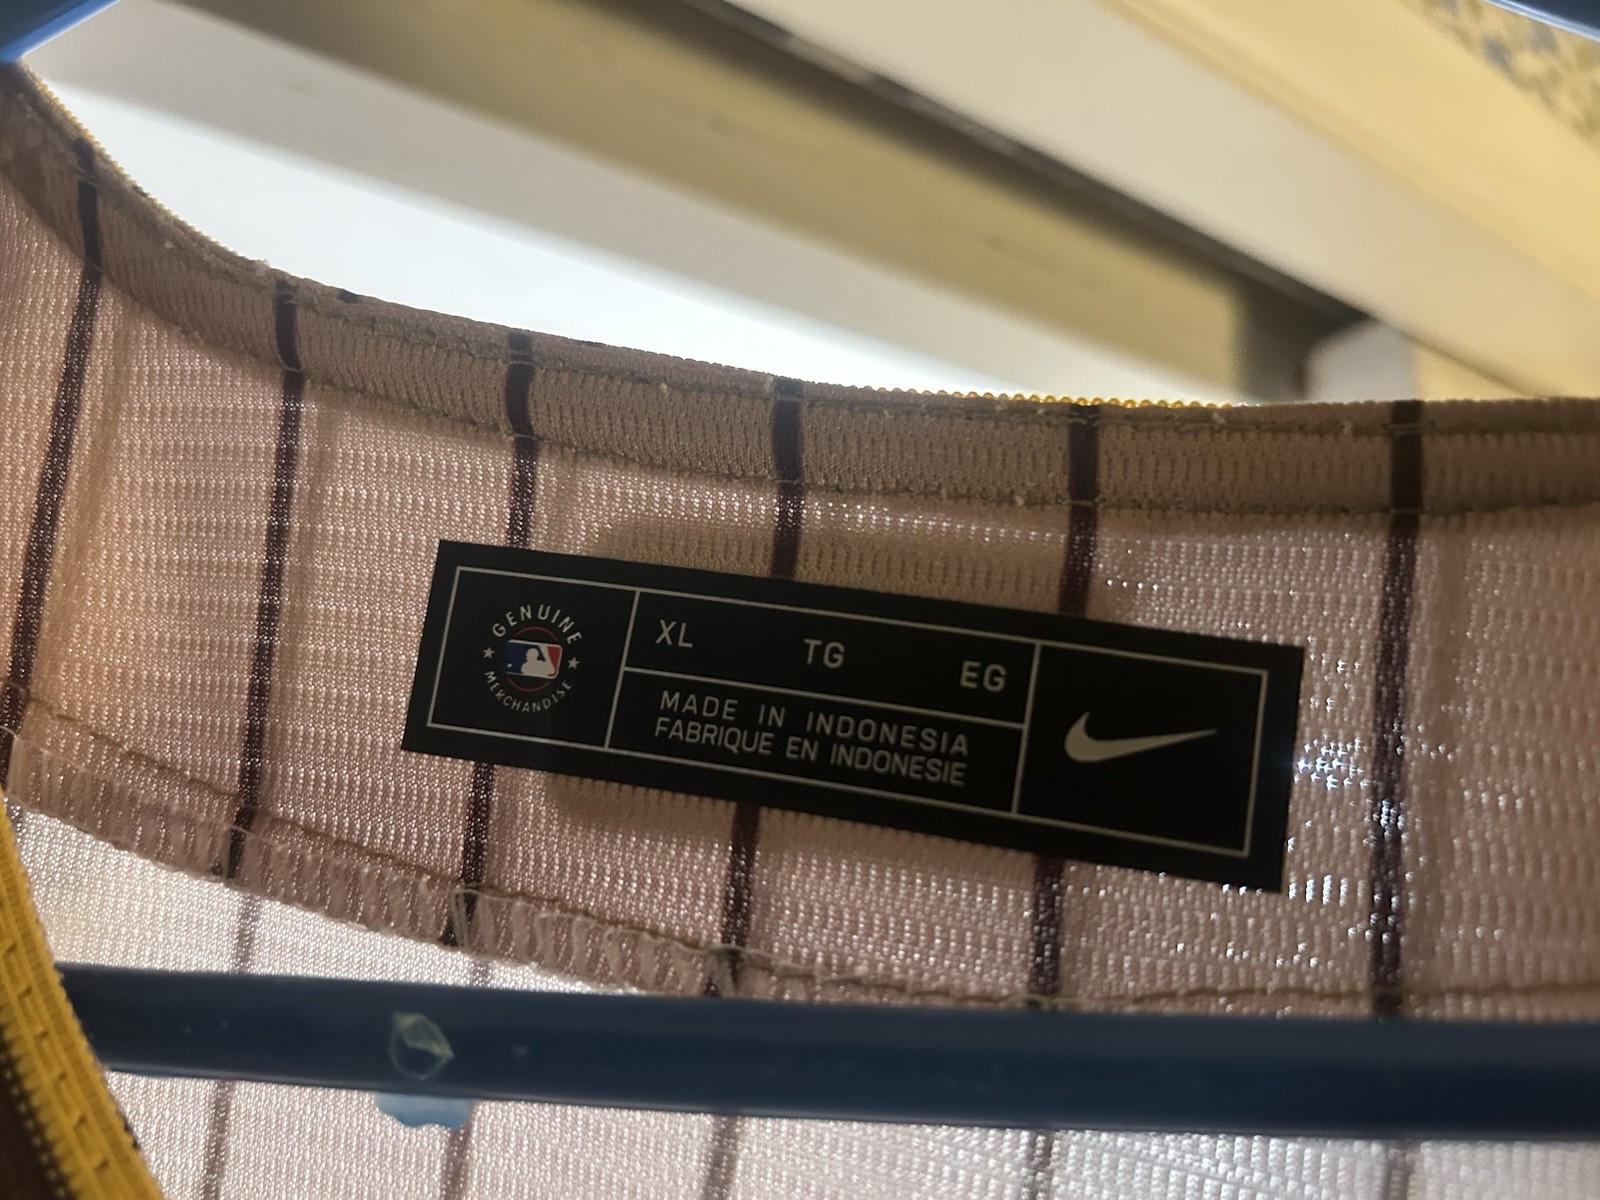 GENUINE
MERCHANDISE
XL TG EG
MADE IN INDONESIA
FABRIQUE EN INDONESIE